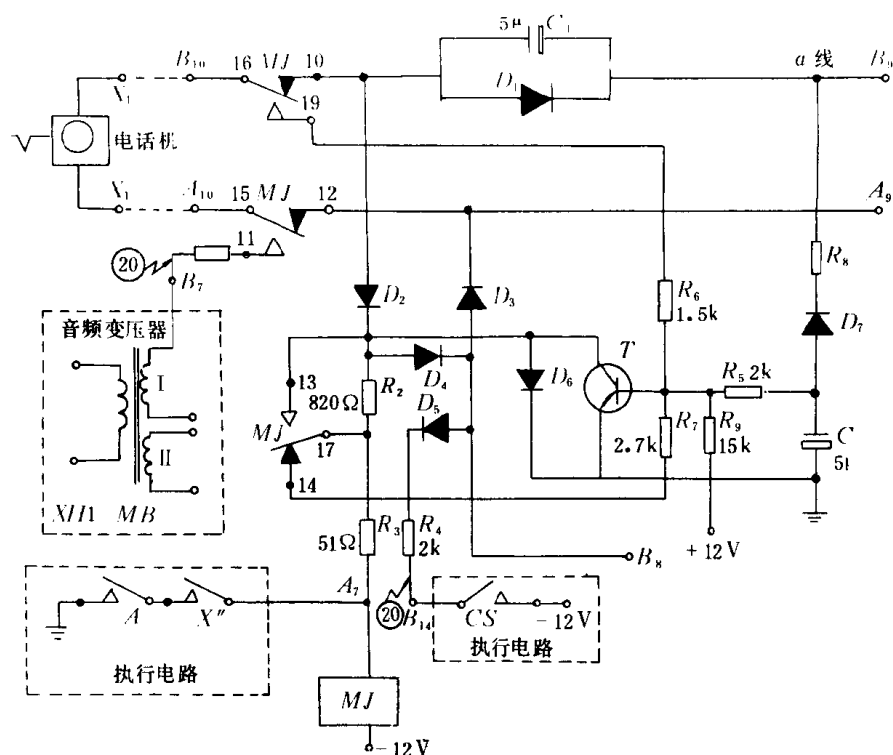 5μ C₁
B₁₀ 16 MJ 10 a 线 B₉
X₁ D₁
19
电话机
X₁ A₁₀ 15 MJ 12 A₉
11
20
B₇
D₂ D₃ R₆ 1.5k R₈
音频变压器
D₇
13 D₄ D₆ T
I 820Ω R₂
D₅ R₅ 2k
MJ 17 R₇ R₉ C
2.7k 15k
II
14
XH1 MB
R₃ R₄
51Ω 2k +12V
B₈
A₇
A X″ 20 B₁₄ CS −12V
执行电路
执行电路
MJ
−12V